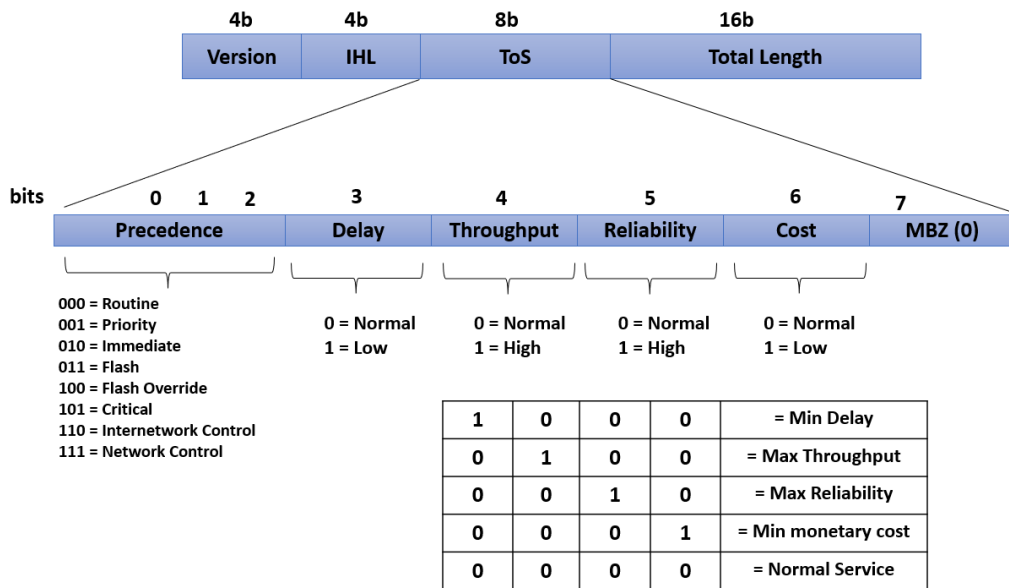 4b 4b 8b 16b
Version IHL ToS Total Length
bits 0 1 2 3 4 5 6 7
Precedence Delay Throughput Reliability Cost MBZ (0)
000 = Routine
001 = Priority
010 = Immediate
011 = Flash
100 = Flash Override
101 = Critical
110 = Internetwork Control
111 = Network Control
0 = Normal 0 = Normal 0 = Normal 0 = Normal
1 = Low 1 = High 1 = High 1 = Low
1 0 0 0 = Min Delay
0 1 0 0 = Max Throughput
0 0 1 0 = Max Reliability
0 0 0 1 = Min monetary cost
0 0 0 0 = Normal Service